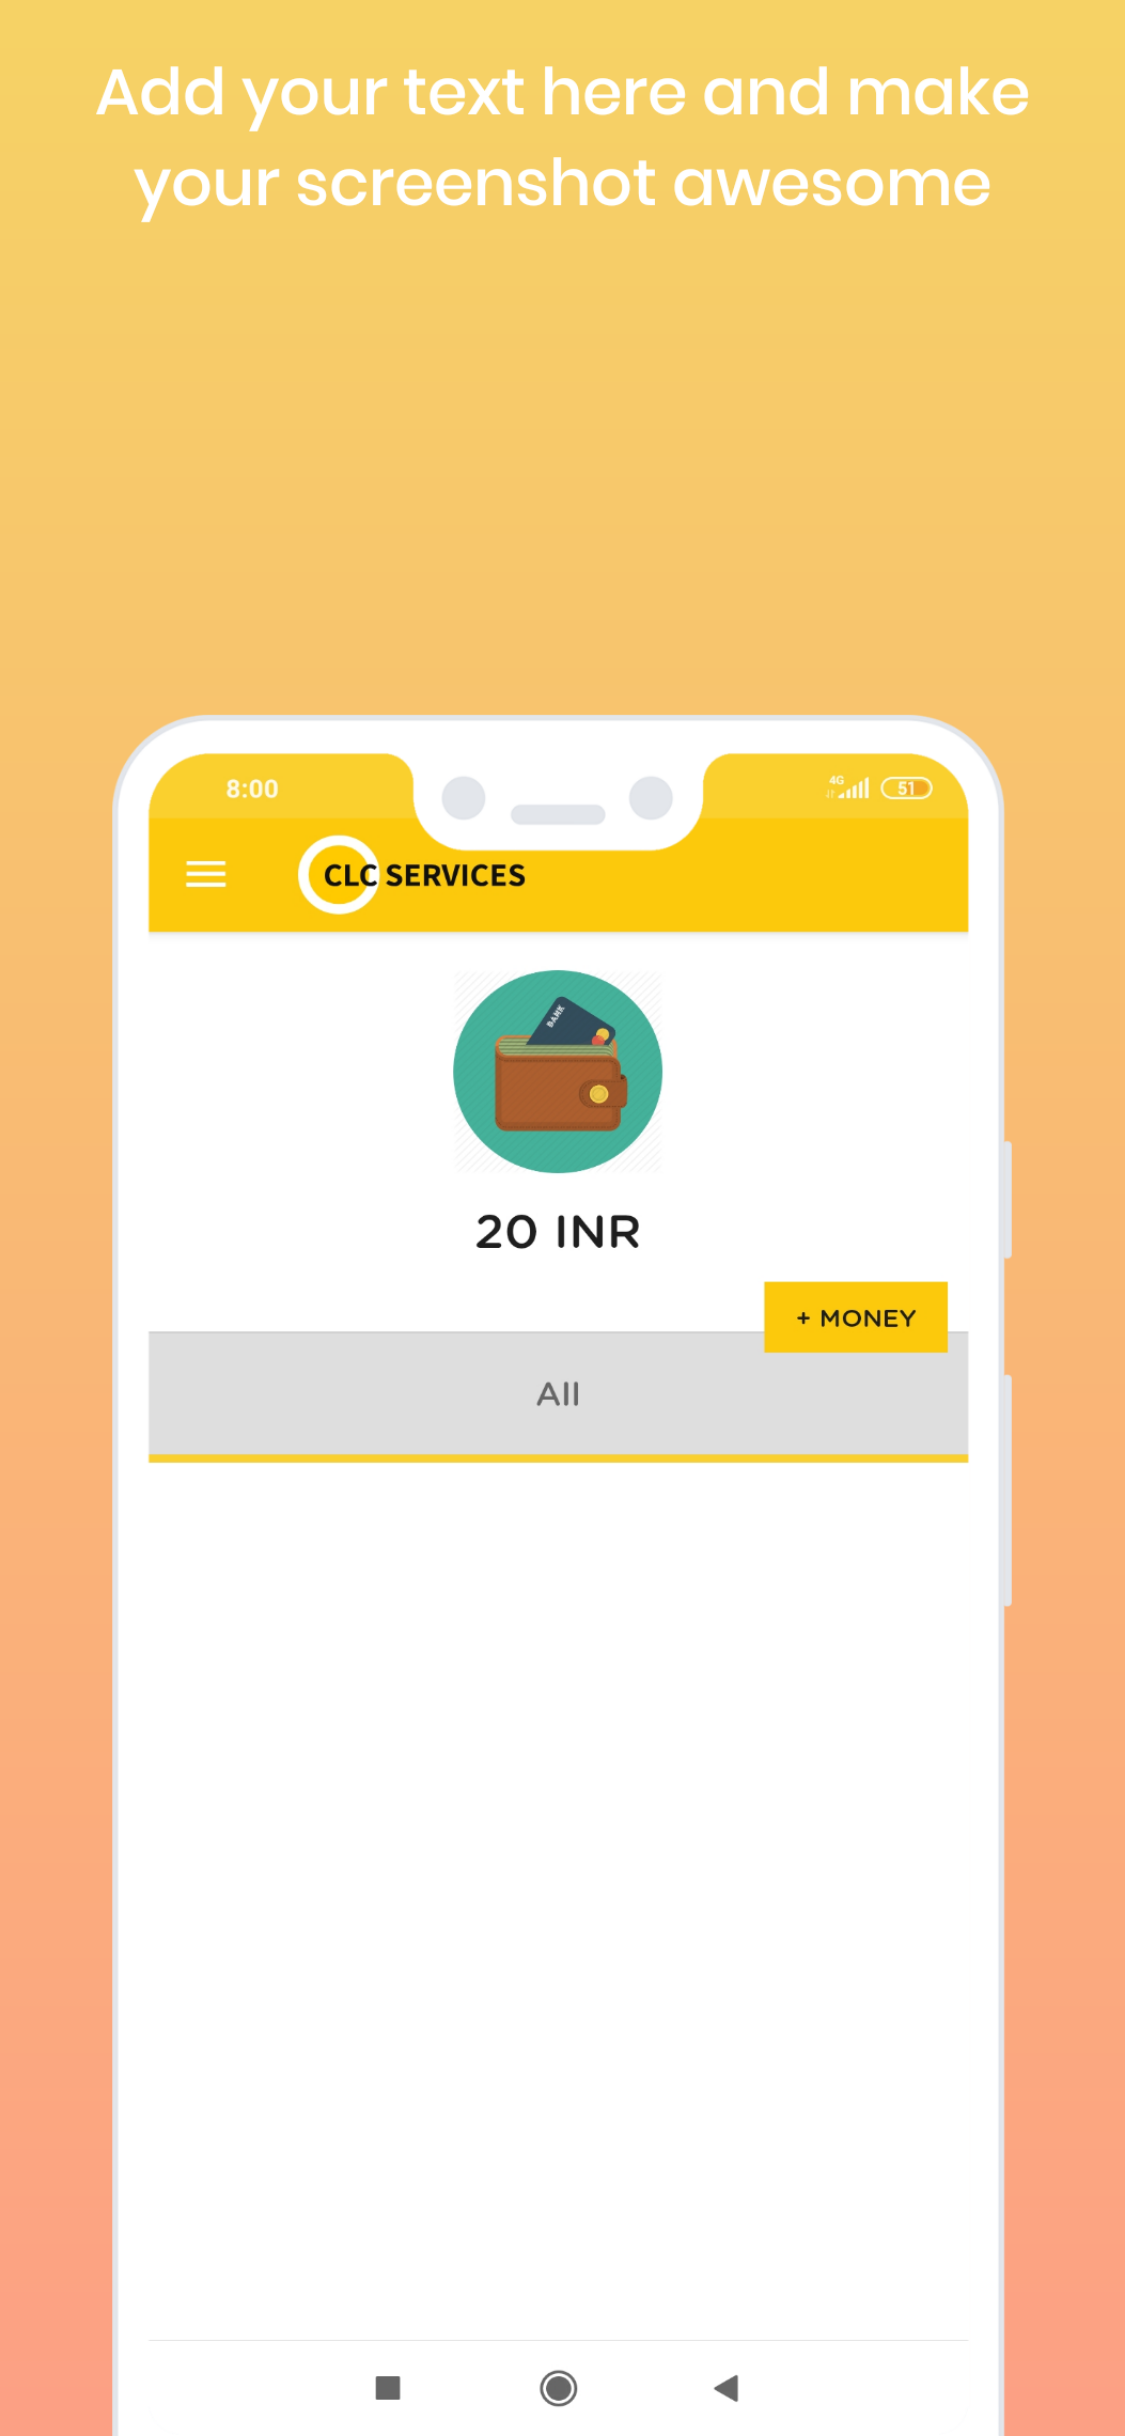 Add your text here and make
your screenshot awesome
8:00
4G
51
CLC SERVICES
BANK
20 INR
+ MONEY
All